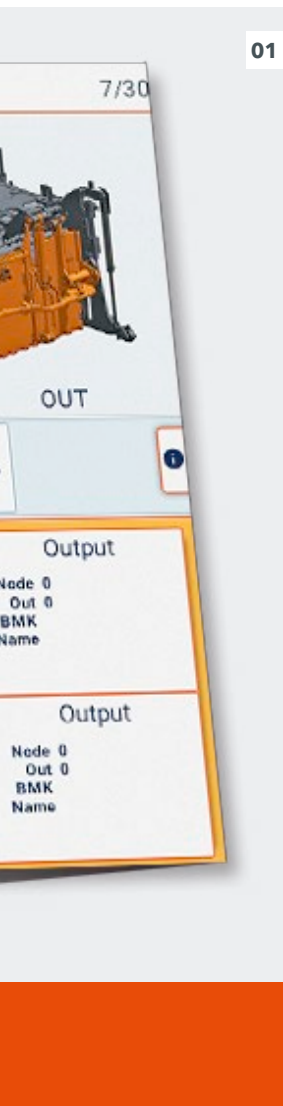 01
7/30
OUT
Output
Node 0
Out 0
BMK
Name
Output
Node 0
Out 0
BMK
Name